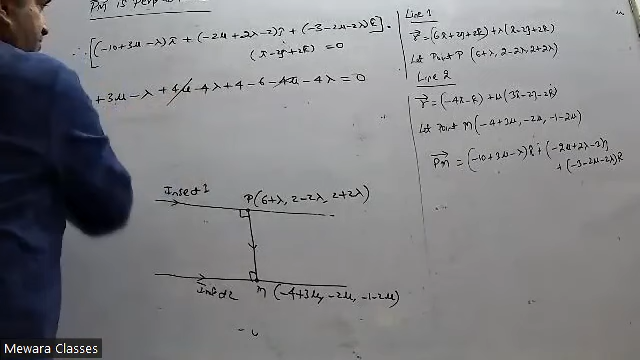 PM is Perp
∴ [(-10+3μ-λ)î + (-2μ+2λ-2)ĵ + (-3-2μ-2λ)k̂].
(î-2ĵ+2k̂) = 0
+3μ-λ+4μ-4λ+4-6-4μ-4λ=0
Line 1
r⃗ = (6î+2ĵ+2k̂)+λ(î-2ĵ+2k̂)
Let Point P (6+λ, 2-2λ, 2+2λ)
Line 2
r⃗ = (-4î-k̂)+μ(3î-2ĵ-2k̂)
Let Point M (-4+3μ, -2μ, -1-2μ)
PM⃗ = (-10+3μ-λ)î+(-2μ+2λ-2)ĵ
+(-3-2μ-2λ)k̂
Insect 1
P(6+λ, 2-2λ, 2+2λ)
Insect 2
M (-4+3μ, -2μ, -1-2μ)
Mewara Classes